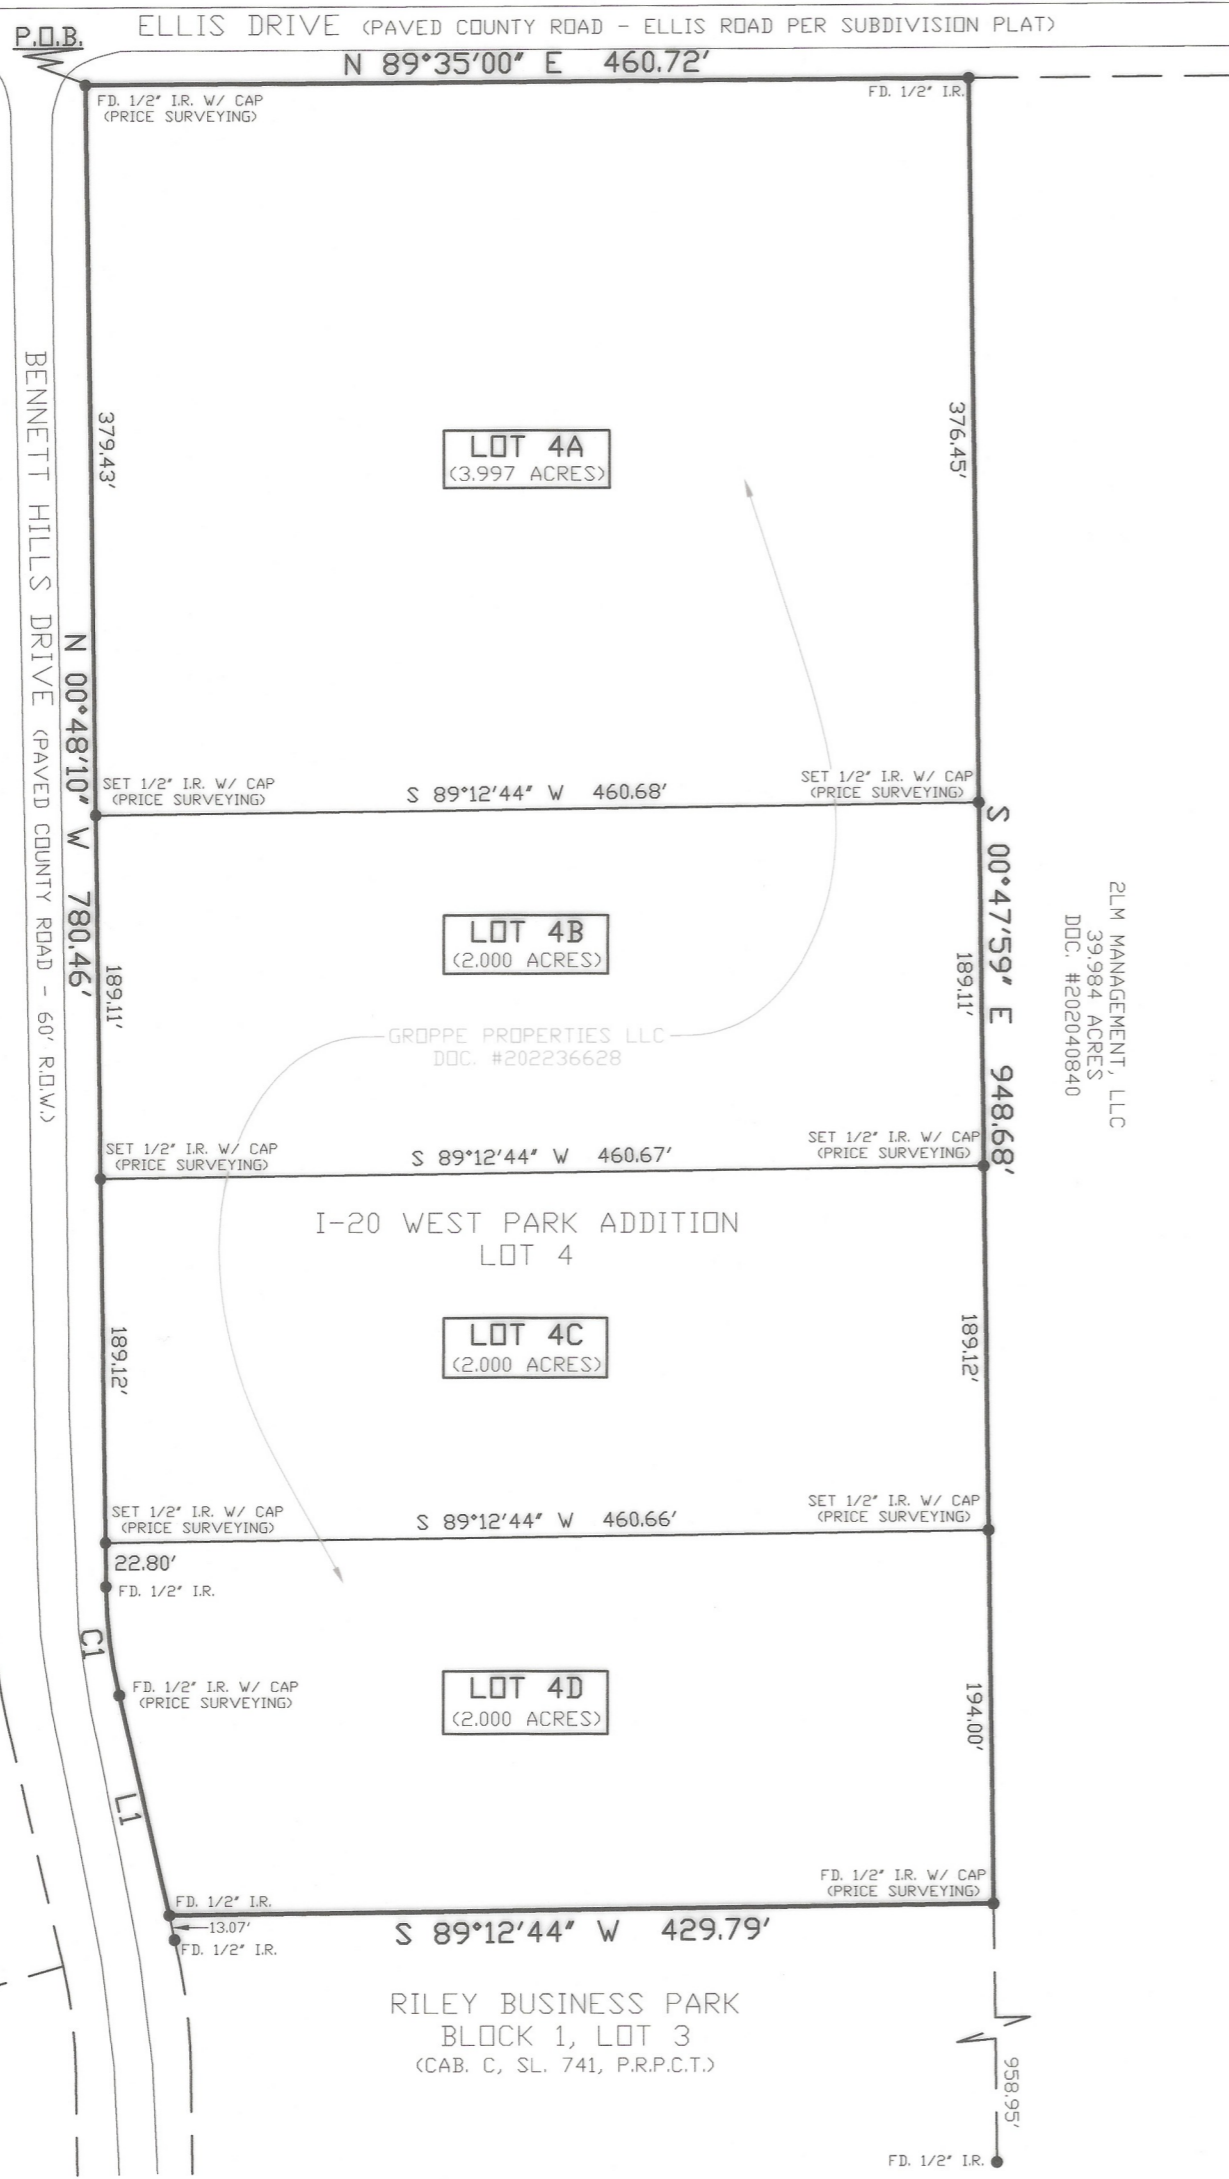 P.O.B.
ELLIS DRIVE (PAVED COUNTY ROAD - ELLIS ROAD PER SUBDIVISION PLAT)
N 89°35'00" E 460.72'
FD. 1/2" I.R. W/ CAP
(PRICE SURVEYING)
FD. 1/2" I.R.
BENNETT HILLS DRIVE (PAVED COUNTY ROAD - 60' R.O.W.)
379.43'
LOT 4A
(3.997 ACRES)
376.45'
N 00°48'10" W 780.46'
SET 1/2" I.R. W/ CAP
(PRICE SURVEYING)
S 89°12'44" W 460.68'
SET 1/2" I.R. W/ CAP
(PRICE SURVEYING)
S 00°47'59" E 948.68'
2LM MANAGEMENT, LLC
39.984 ACRES
DOC. #202040840
189.11'
LOT 4B
(2.000 ACRES)
189.11'
GROPPE PROPERTIES LLC
DOC. #202236628
SET 1/2" I.R. W/ CAP
(PRICE SURVEYING)
S 89°12'44" W 460.67'
SET 1/2" I.R. W/ CAP
(PRICE SURVEYING)
I-20 WEST PARK ADDITION
LOT 4
189.12'
LOT 4C
(2.000 ACRES)
189.12'
SET 1/2" I.R. W/ CAP
(PRICE SURVEYING)
S 89°12'44" W 460.66'
SET 1/2" I.R. W/ CAP
(PRICE SURVEYING)
22.80'
FD. 1/2" I.R.
C1
FD. 1/2" I.R. W/ CAP
(PRICE SURVEYING)
LOT 4D
(2.000 ACRES)
194.00'
L1
FD. 1/2" I.R. W/ CAP
(PRICE SURVEYING)
FD. 1/2" I.R.
13.07'
FD. 1/2" I.R.
S 89°12'44" W 429.79'
RILEY BUSINESS PARK
BLOCK 1, LOT 3
(CAB. C, SL. 741, P.R.P.C.T.)
958.95'
FD. 1/2" I.R.